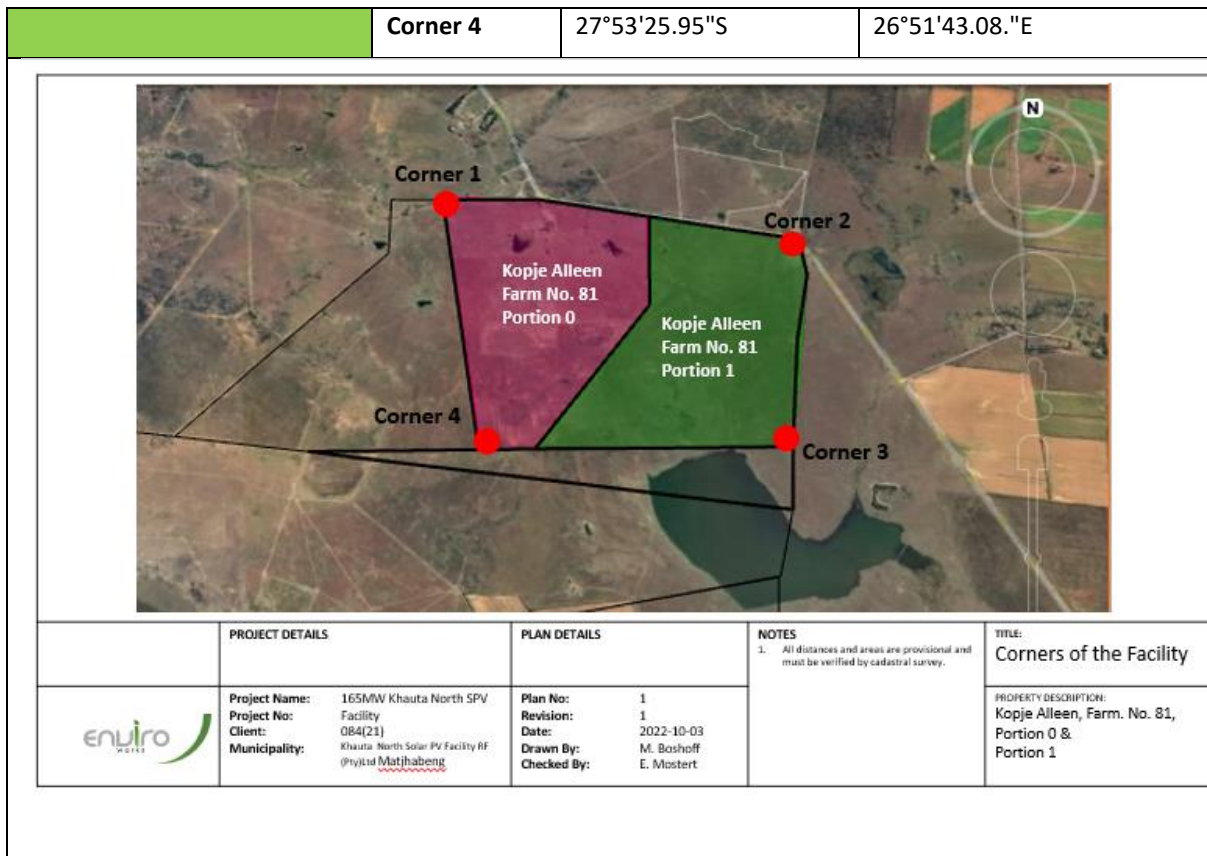 Corner 4 27°53'25.95"S 26°51'43.08."E
N
Corner 1
Corner 2
Kopje Alleen
Farm No. 81
Portion 0
Kopje Alleen
Farm No. 81
Portion 1
Corner 4
Corner 3
PROJECT DETAILS
Project Name: 165MW Khauta North SPV
Project No: Facility
Client: 084(21)
Municipality: Khauta North Solar PV Facility RF
(Pty)Ltd Matjhabeng
PLAN DETAILS
Plan No: 1
Revision: 1
Date: 2022-10-03
Drawn By: M. Boshoff
Checked By: E. Mostert
NOTES
1. All distances and areas are provisional and
must be verified by cadastral survey.
TITLE:
Corners of the Facility
PROPERTY DESCRIPTION:
Kopje Alleen, Farm. No. 81,
Portion 0 &
Portion 1
enviro
works